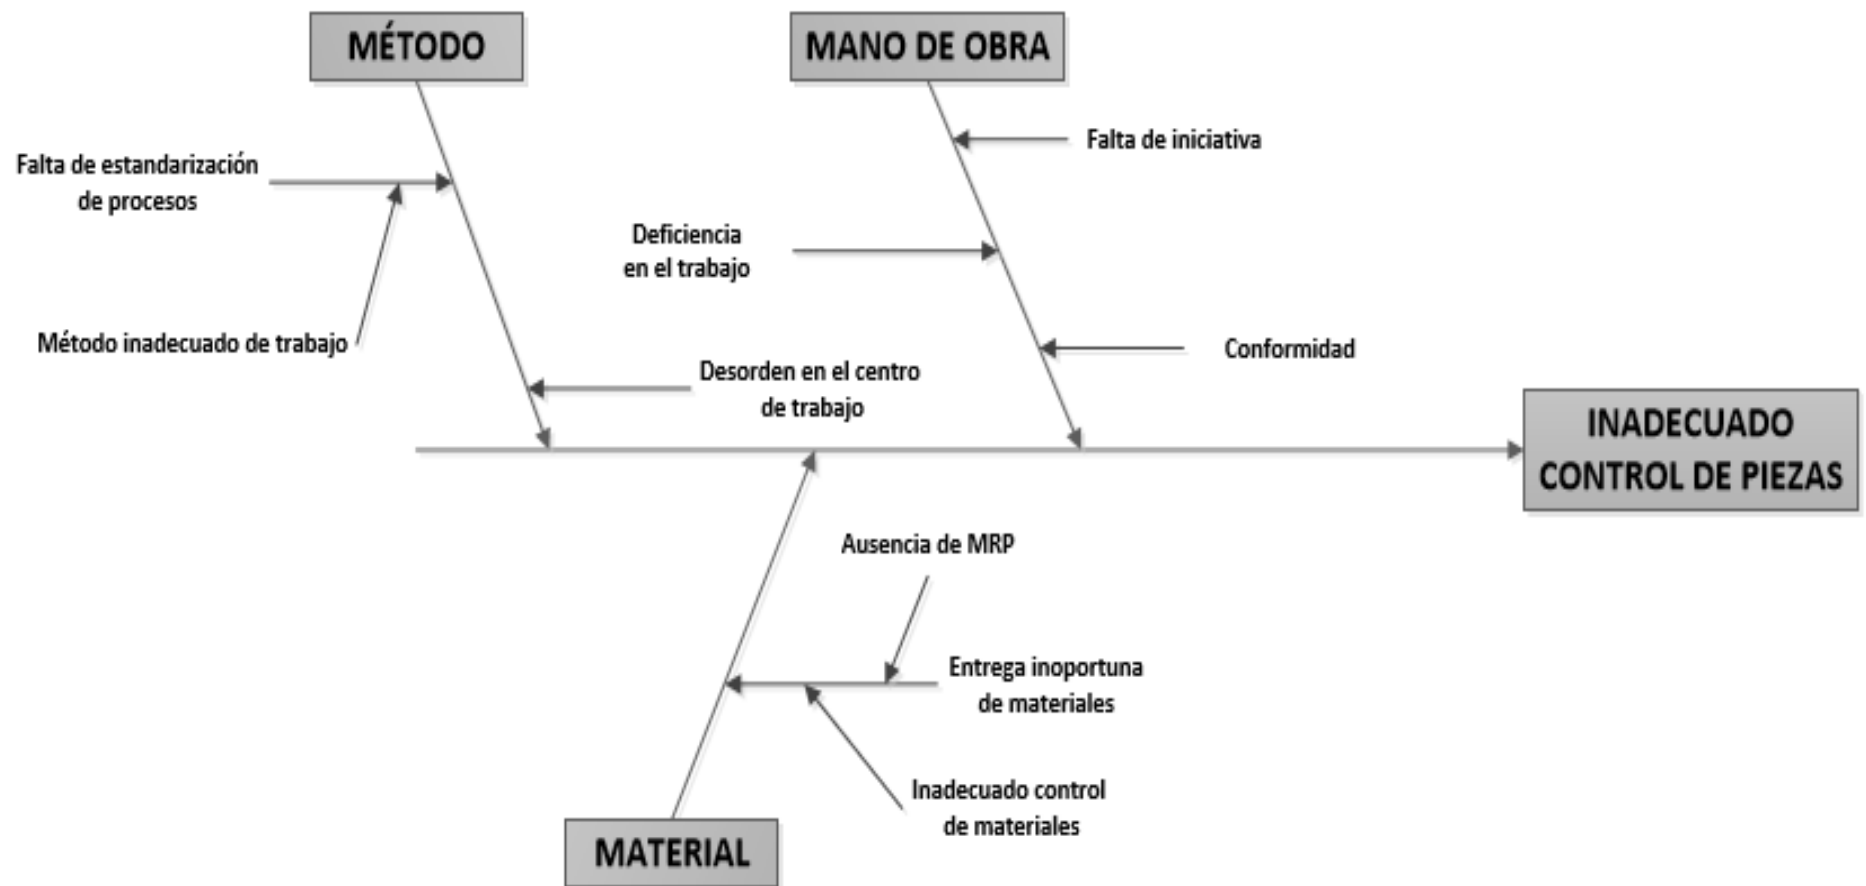 MÉTODO
MANO DE OBRA
Falta de iniciativa
Falta de estandarización
de procesos
Deficiencia
en el trabajo
Método inadecuado de trabajo
Conformidad
Desorden en el centro
de trabajo
INADECUADO
CONTROL DE PIEZAS
Ausencia de MRP
Entrega inoportuna
de materiales
Inadecuado control
de materiales
MATERIAL